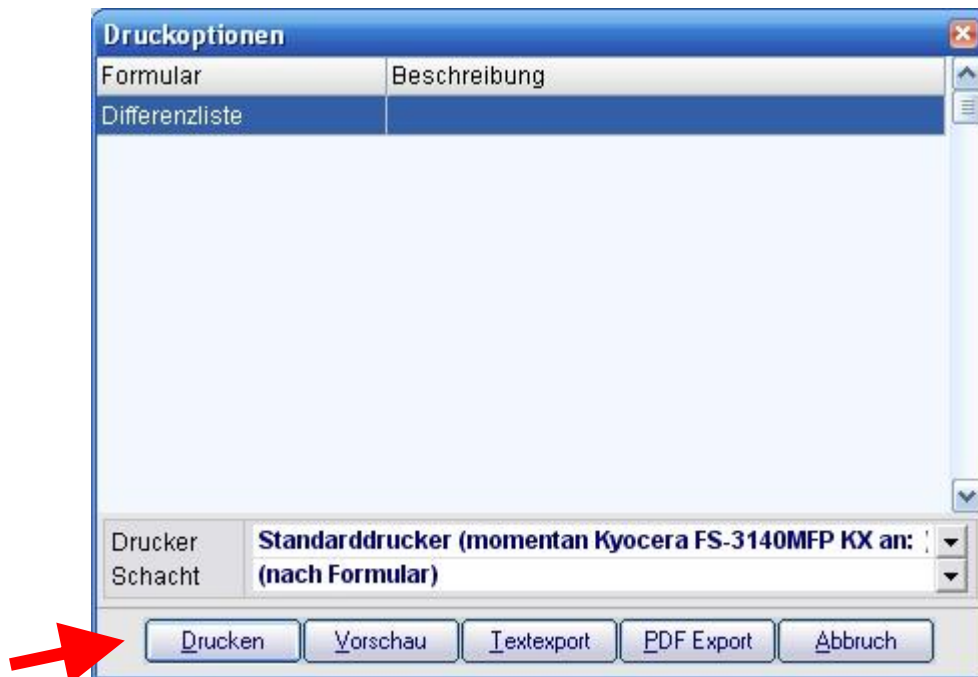 Druckoptionen
Formular Beschreibung
Differenzliste
Drucker Standarddrucker (momentan Kyocera FS-3140MFP KX an:
Schacht (nach Formular)
Drucken Vorschau Textexport PDF Export Abbruch